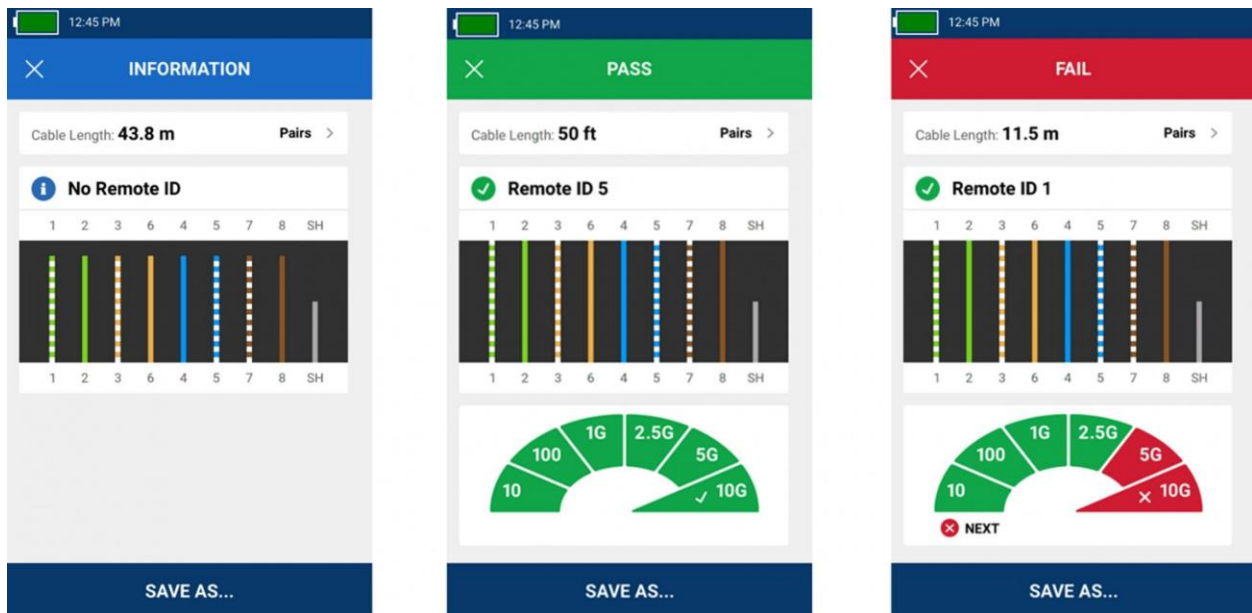 12:45 PM
INFORMATION
Cable Length: 43.8 m Pairs >
i No Remote ID
1 2 3 6 4 5 7 8 SH
1 2 3 6 4 5 7 8 SH
SAVE AS...
12:45 PM
PASS
Cable Length: 50 ft Pairs >
Remote ID 5
1 2 3 6 4 5 7 8 SH
1 2 3 6 4 5 7 8 SH
10 100 1G 2.5G 5G 10G
SAVE AS...
12:45 PM
FAIL
Cable Length: 11.5 m Pairs >
Remote ID 1
1 2 3 6 4 5 7 8 SH
1 2 3 6 4 5 7 8 SH
10 100 1G 2.5G 5G 10G
NEXT
SAVE AS...